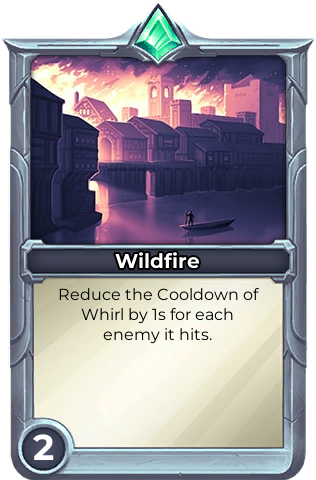 Wildfire
Reduce the Cooldown of
Whirl by 1s for each
enemy it hits.
2